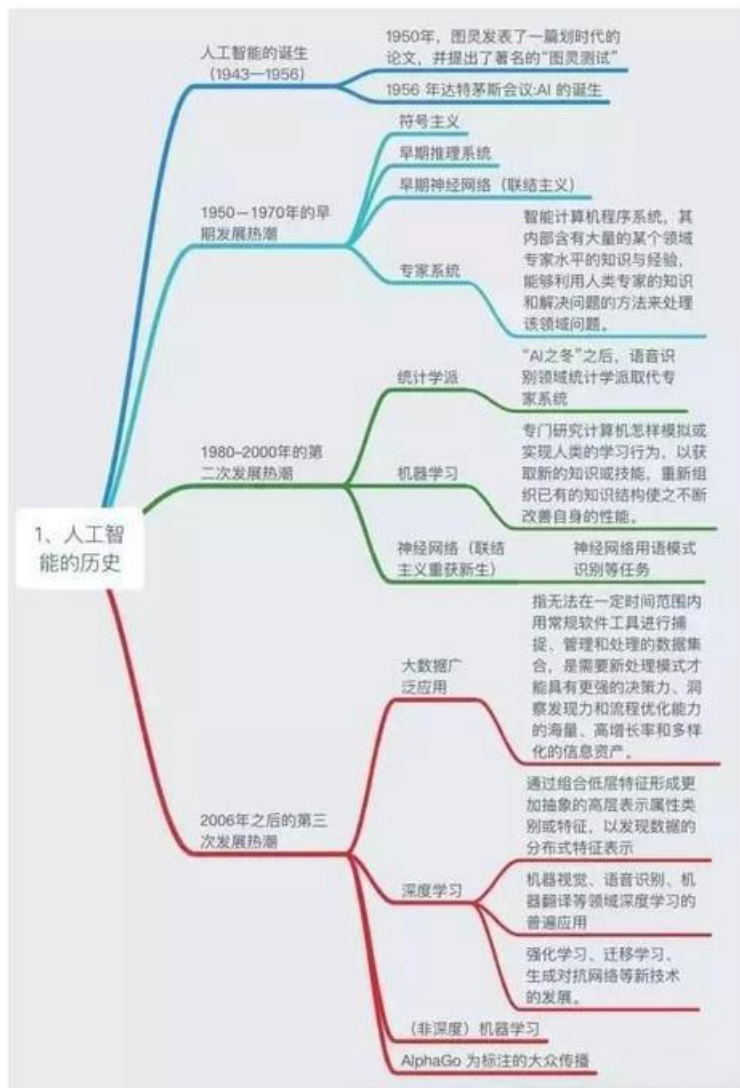 1、人工智
能的历史
人工智能的诞生
（1943—1956）
1950年，图灵发表了一篇划时代的
论文，并提出了著名的“图灵测试”
1956 年达特茅斯会议:AI 的诞生
1950—1970年的早
期发展热潮
符号主义
早期推理系统
早期神经网络（联结主义）
专家系统
智能计算机程序系统，其
内部含有大量的某个领域
专家水平的知识与经验，
能够利用人类专家的知识
和解决问题的方法来处理
该领域问题。
1980-2000年的第
二次发展热潮
统计学派
“AI之冬”之后，语音识
别领域统计学派取代专
家系统
机器学习
专门研究计算机怎样模拟或
实现人类的学习行为，以获
取新的知识或技能，重新组
织已有的知识结构使之不断
改善自身的性能。
神经网络（联结
主义重获新生）
神经网络用语模式
识别等任务
2006年之后的第三
次发展热潮
大数据广
泛应用
指无法在一定时间范围内
用常规软件工具进行捕
捉、管理和处理的数据集
合，是需要新处理模式才
能具有更强的决策力、洞
察发现力和流程优化能力
的海量、高增长率和多样
化的信息资产。
深度学习
通过组合低层特征形成更
加抽象的高层表示属性类
别或特征，以发现数据的
分布式特征表示
机器视觉、语音识别、机
器翻译等领域深度学习的
普遍应用
强化学习、迁移学习、
生成对抗网络等新技术
的发展。
（非深度）机器学习
AlphaGo 为标注的大众传播